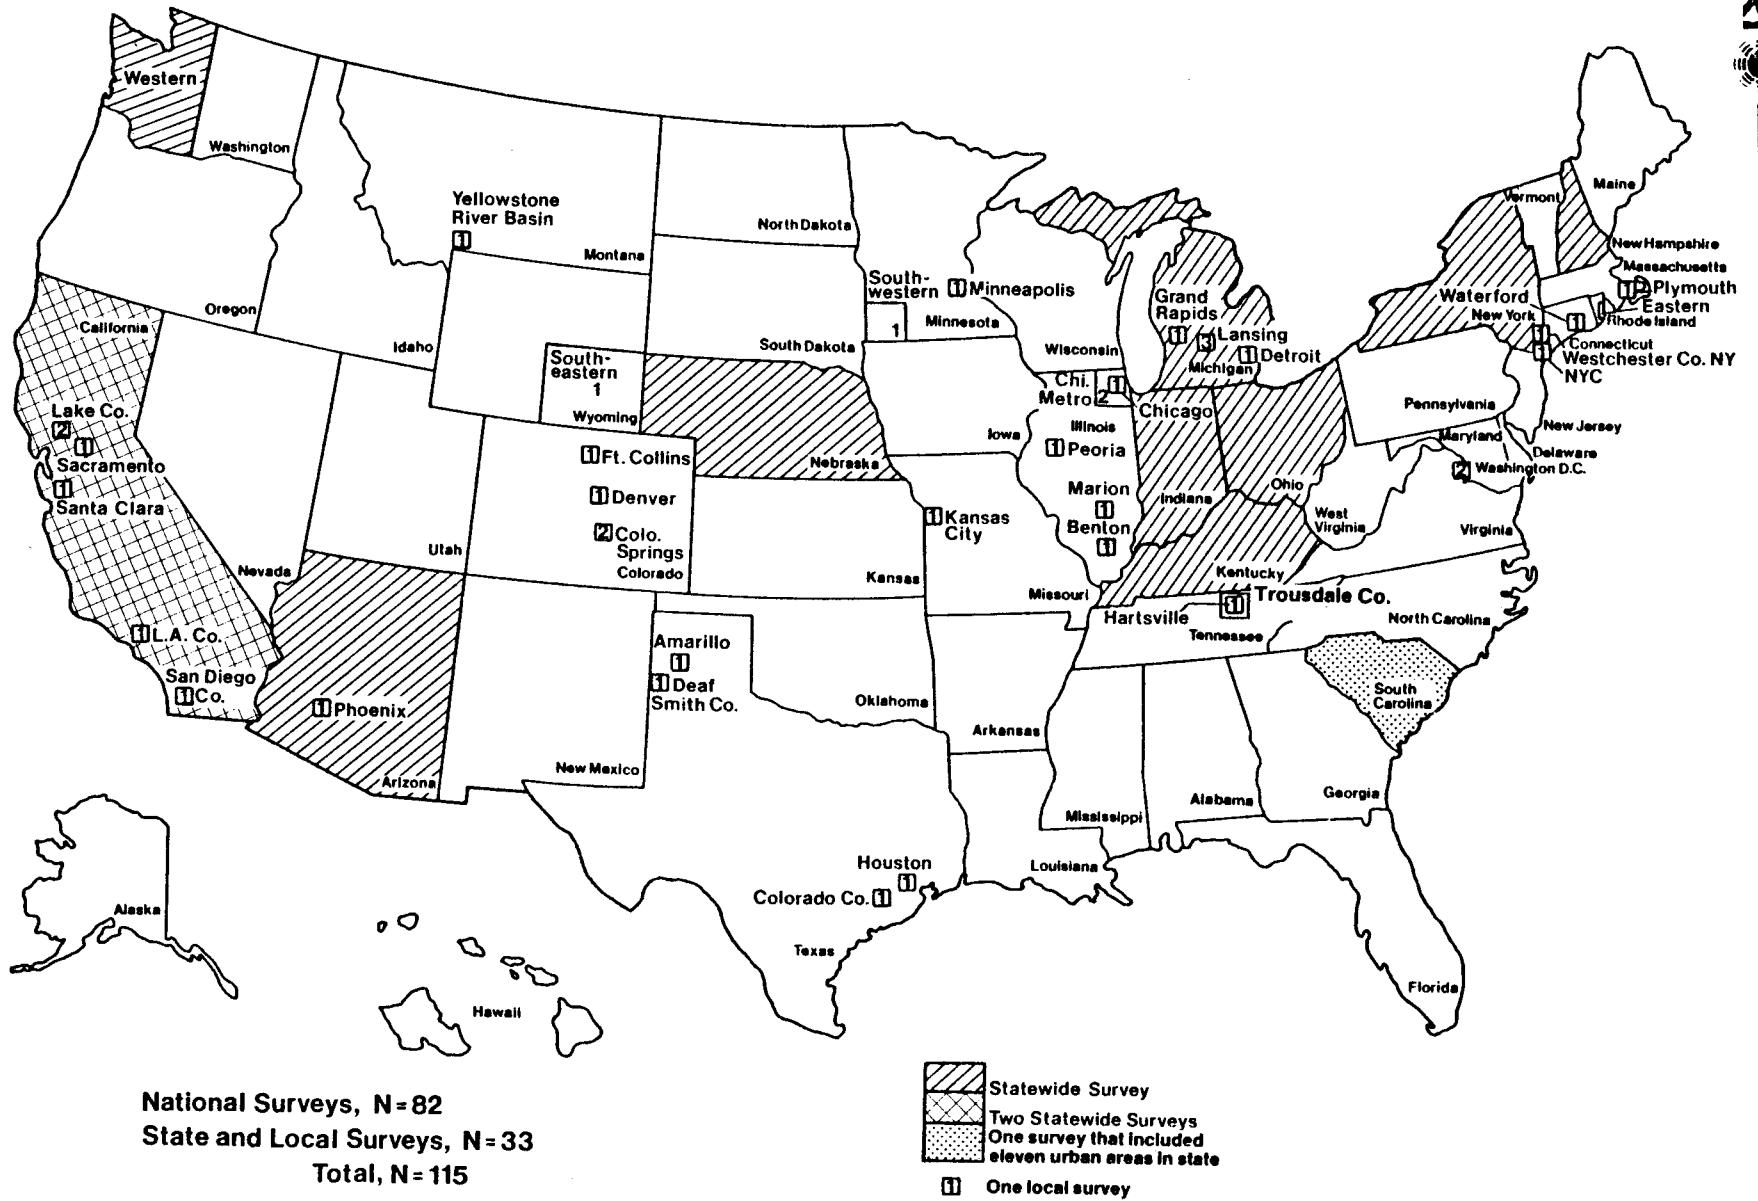 Western
Washington
Yellowstone
River Basin
1
Montana
North Dakota
Oregon
Idaho
South Dakota
South-
western
1
1 Minneapolis
Minnesota
Wisconsin
Grand
Rapids
1
Lansing
3
1 Detroit
Michigan
Vermont
Maine
New Hampshire
Massachusetts
1 Plymouth
Eastern
1
Rhode Island
Waterford
1
New York
Connecticut
1
Westchester Co. NY
1
NYC
California
Lake Co.
2
1
Sacramento
1
Santa Clara
1 L.A. Co.
San Diego
1 Co.
Nevada
Utah
South-
eastern
1
Wyoming
1 Ft. Collins
1 Denver
2 Colo.
Springs
Colorado
Nebraska
Kansas
Iowa
Chi.
Metro
1
2
Chicago
Illinois
1 Peoria
Marion
1
Benton
1
1 Kansas
City
Missouri
Indiana
Ohio
Pennsylvania
New Jersey
Maryland
Delaware
2 Washington D.C.
West
Virginia
Virginia
Kentucky
Hartsville
1
Trousdale Co.
Tennessee
North Carolina
South
Carolina
1 Phoenix
Arizona
New Mexico
Amarillo
1
1 Deaf
Smith Co.
Oklahoma
Arkansas
Mississippi
Alabama
Georgia
Louisiana
Houston
1
Colorado Co. 1
Texas
Florida
Alaska
Hawaii
National Surveys, N=82
State and Local Surveys, N=33
Total, N=115
Statewide Survey
Two Statewide Surveys
One survey that included
eleven urban areas in state
1 One local survey